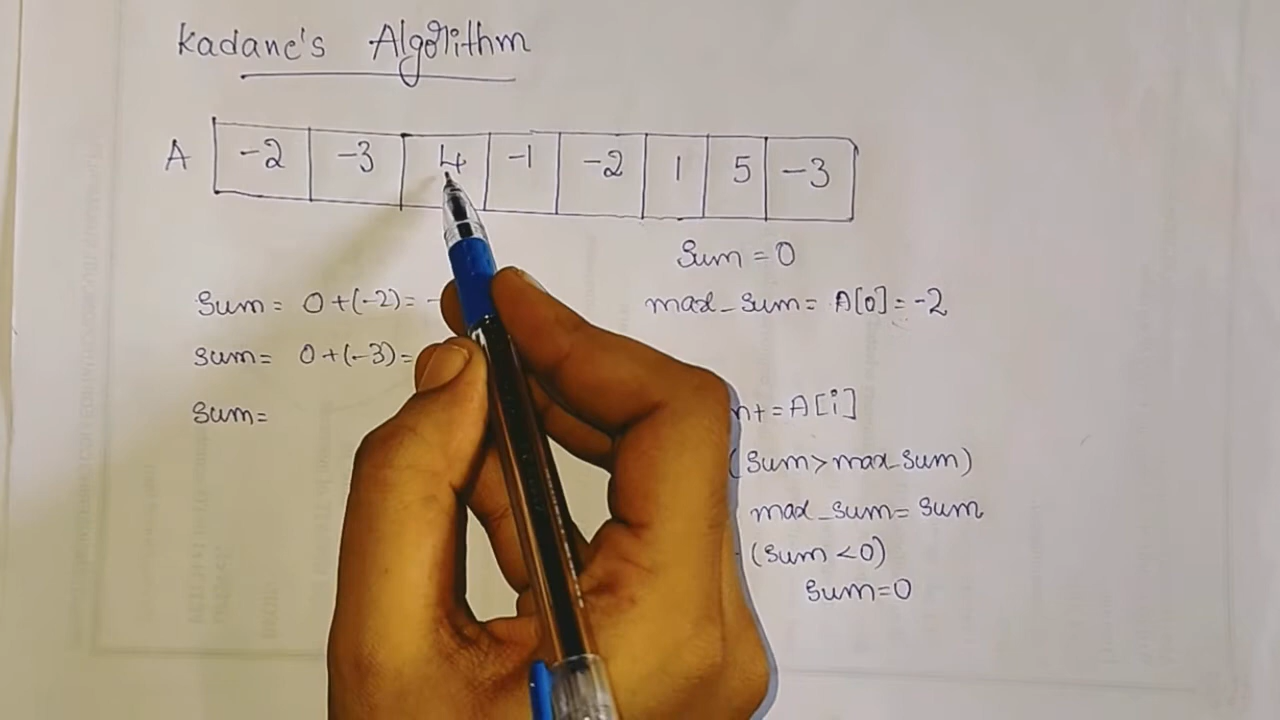 Kadane's Algorithm
A -2 -3 4 -1 -2 1 5 -3
Sum = 0
Sum = 0+(-2)= -
max_sum = A[0] = -2
sum = 0+(-3)=
sum=
+= A[i]
(sum>max_sum)
max_sum= sum
(sum <0)
sum=0